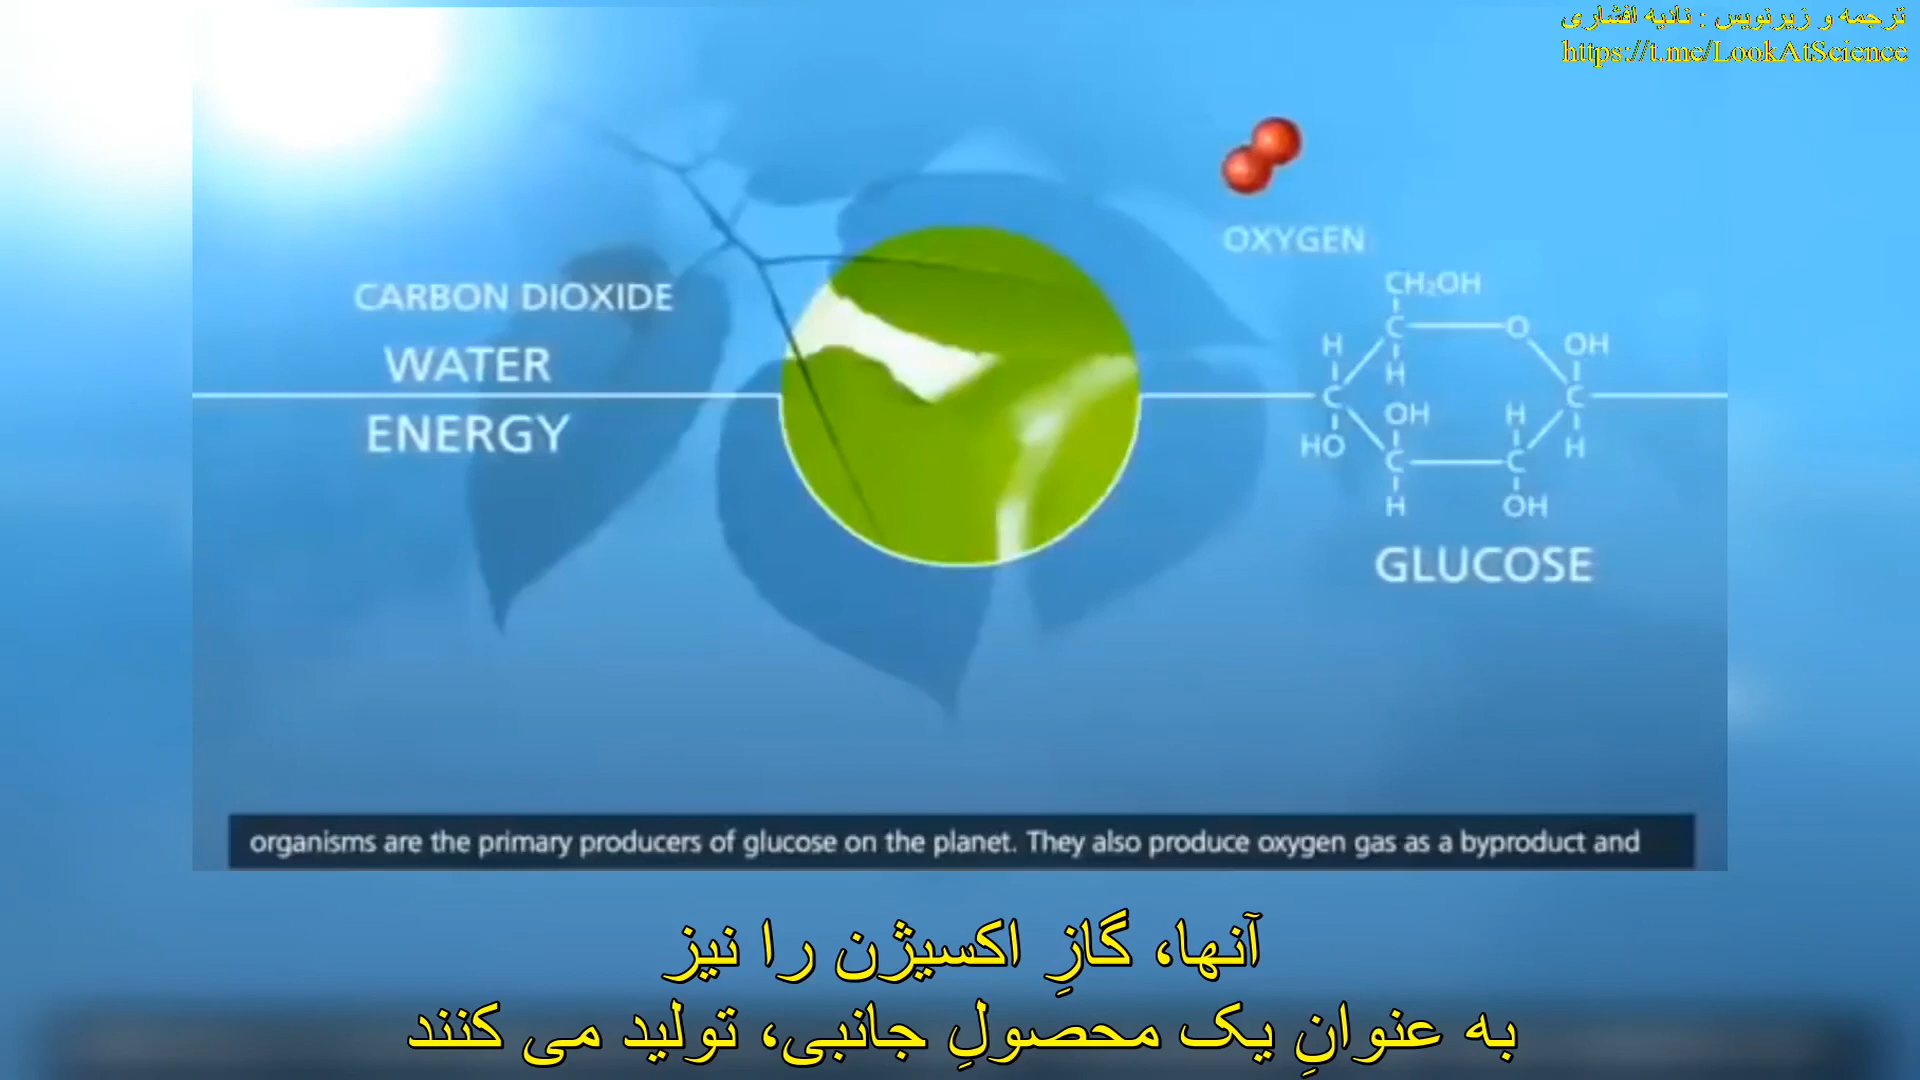 ترجمه و زیرنویس : نادیه افشاری
https://t.me/LookAtScience
OXYGEN
CARBON DIOXIDE
WATER
ENERGY
CH₂OH
C
O
H
OH
H
C
C
OH
H
HO
H
C
C
H
OH
GLUCOSE
organisms are the primary producers of glucose on the planet. They also produce oxygen gas as a byproduct and
آنها، گازِ اکسیژن را نیز
به عنوانِ یک محصولِ جانبی، تولید می کنند